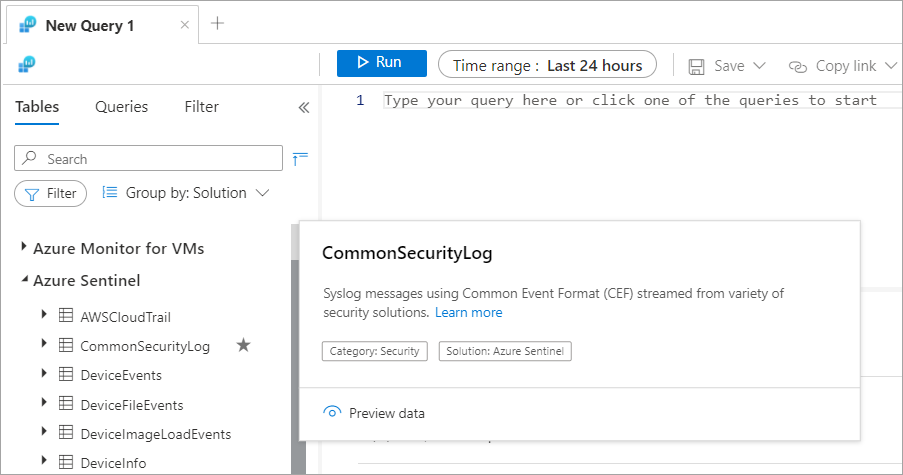 New Query 1
Run
Time range : Last 24 hours
Save
Copy link
Tables
Queries
Filter
1 Type your query here or click one of the queries to start
Search
Filter
Group by: Solution
Azure Monitor for VMs
Azure Sentinel
AWSCloudTrail
CommonSecurityLog
DeviceEvents
DeviceFileEvents
DeviceImageLoadEvents
DeviceInfo
CommonSecurityLog
Syslog messages using Common Event Format (CEF) streamed from variety of
security solutions. Learn more
Category: Security
Solution: Azure Sentinel
Preview data